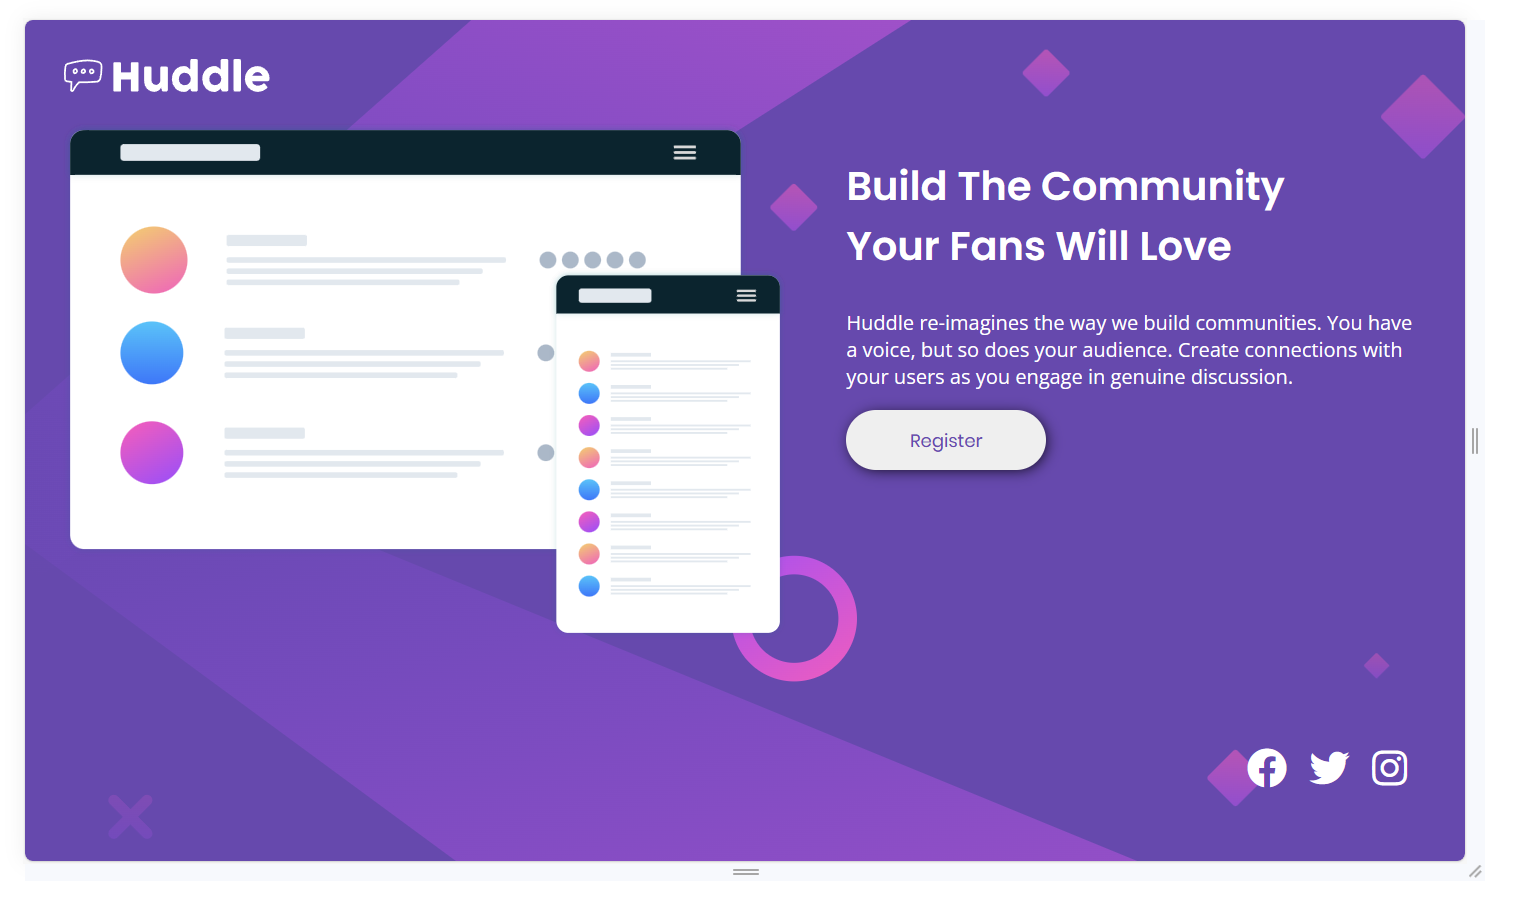 Huddle
Build The Community
Your Fans Will Love
Huddle re-imagines the way we build communities. You have
a voice, but so does your audience. Create connections with
your users as you engage in genuine discussion.
Register